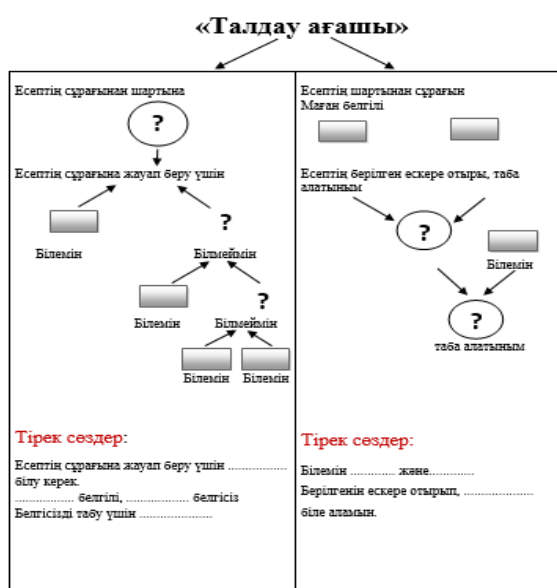 «Талдау ағашы»
Есептің сұрағынан шартына
?
Есептің сұрағына жауап беру үшін
?
Білемін Білмеймін
?
Білемін Білмеймін
Білемін Білемін
Тірек сөздер:
Есептің сұрағына жауап беру үшін ..................
білу керек.
.................. белгілі, ................... белгісіз
Белгісізді табу үшін ......................
Есептің шартынан сұрағын
Маған белгілі
Есептің берілген ескере отыры, таба
алатыным
?
Білемін
?
таба алатыным
Тірек сөздер:
Білемін ............. және.............
Берілгенін ескере отырып, ....................
біле аламын.